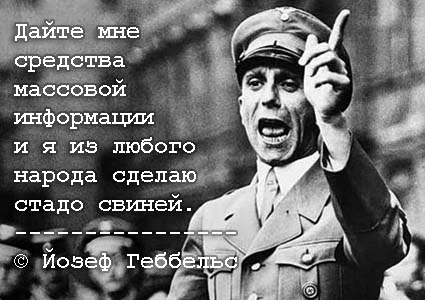 Дайте мне
средства
массовой
информации
и я из любого
народа сделаю
стадо свиней.
----------------
© Йозеф Геббельс